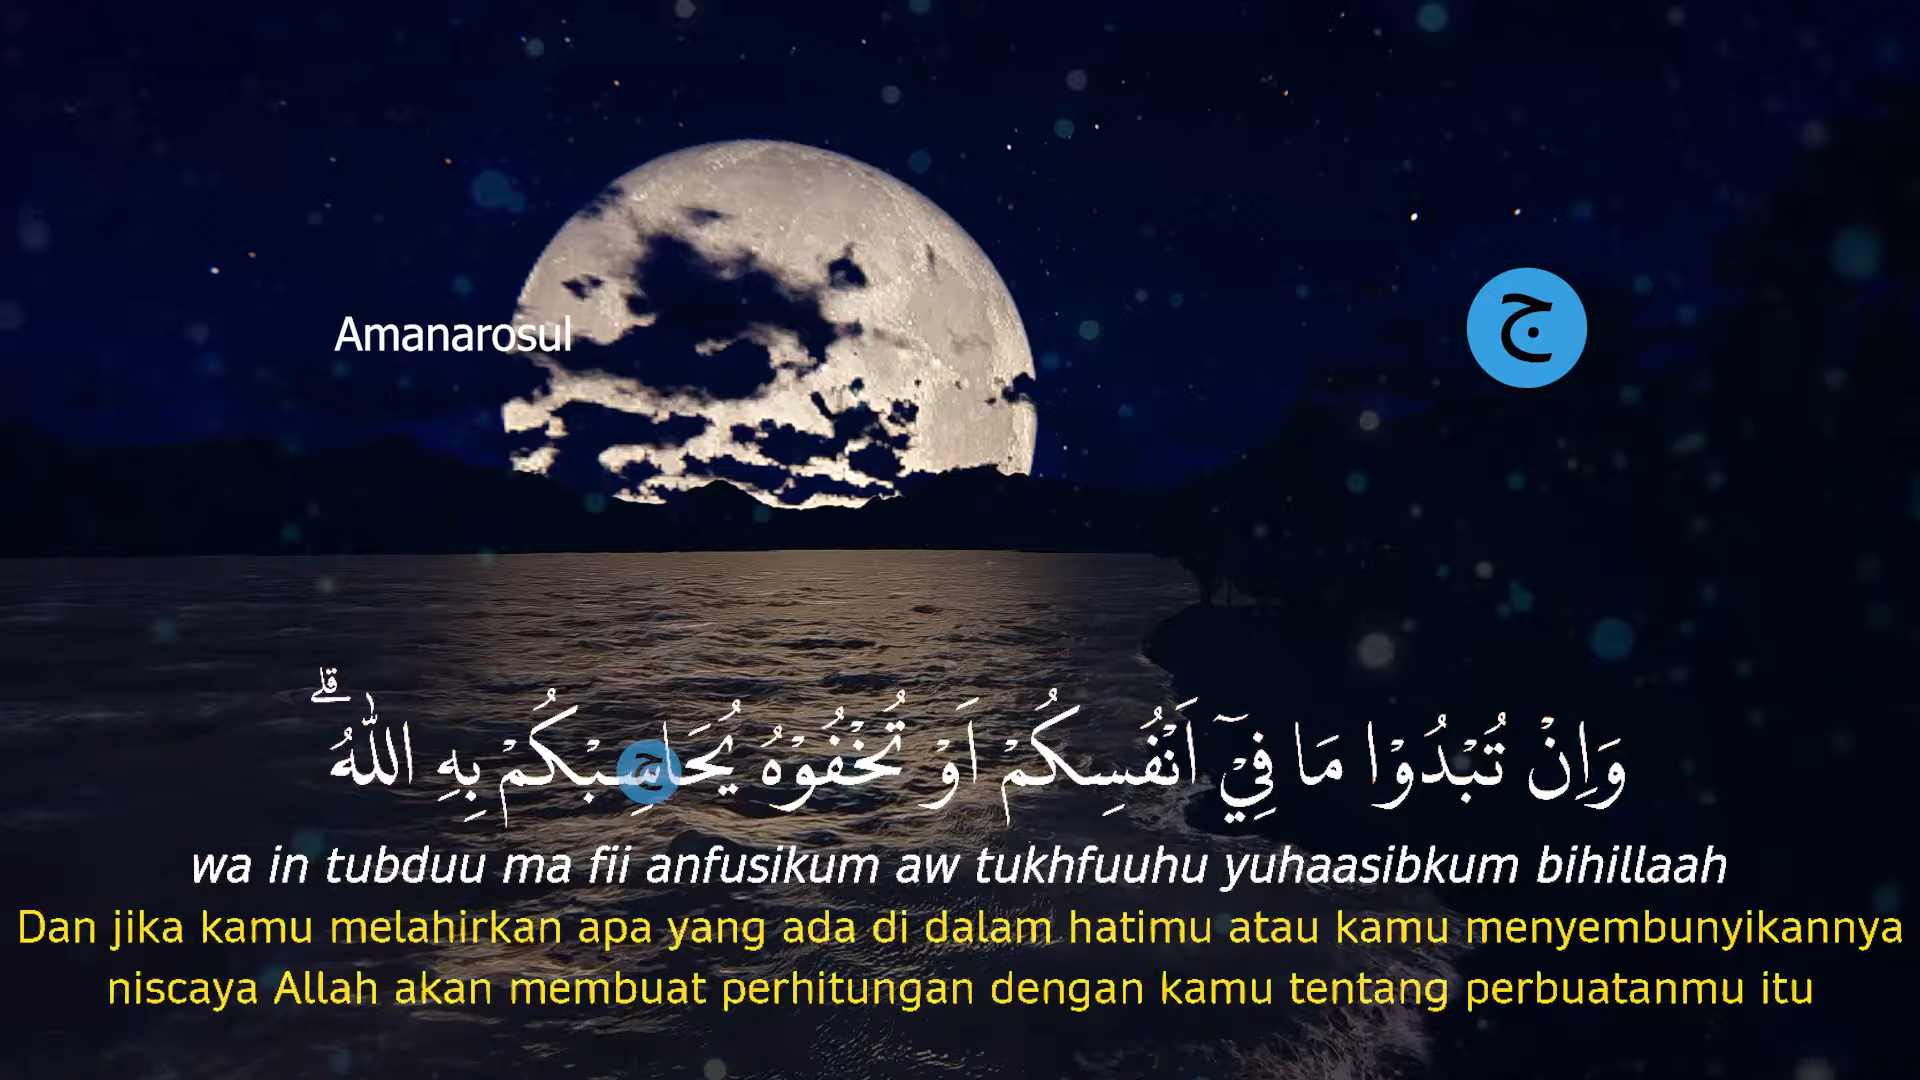 Amanarosul
ج
وَاِنْ تُبْدُوْا مَا فِيْٓ اَنْفُسِكُمْ اَوْ تُخْفُوْهُ يُحَاسِبْكُمْ بِهِ اللّٰهُ ۗ
ج
wa in tubduu ma fii anfusikum aw tukhfuuhu yuhaasibkum bihillaah
Dan jika kamu melahirkan apa yang ada di dalam hatimu atau kamu menyembunyikannya
niscaya Allah akan membuat perhitungan dengan kamu tentang perbuatanmu itu